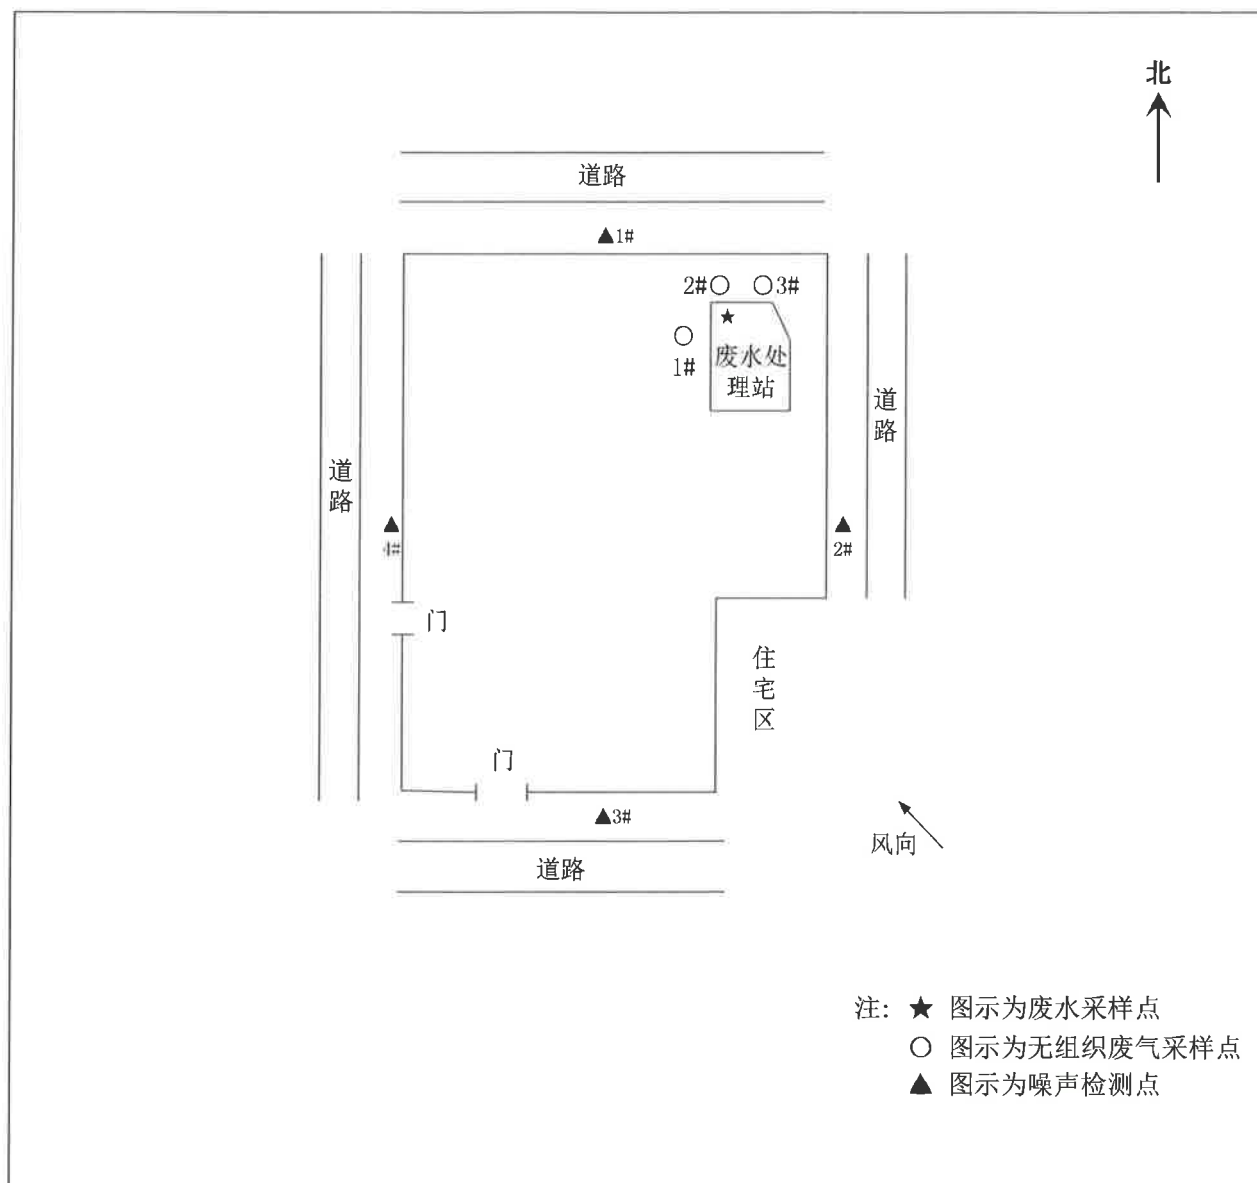 北
道路
1#
2#
3#
1#
废水处
理站
道路
道路
2#
门
住宅区
门
3#
风向
道路
注: ★ 图示为废水采样点
○ 图示为无组织废气采样点
▲ 图示为噪声检测点